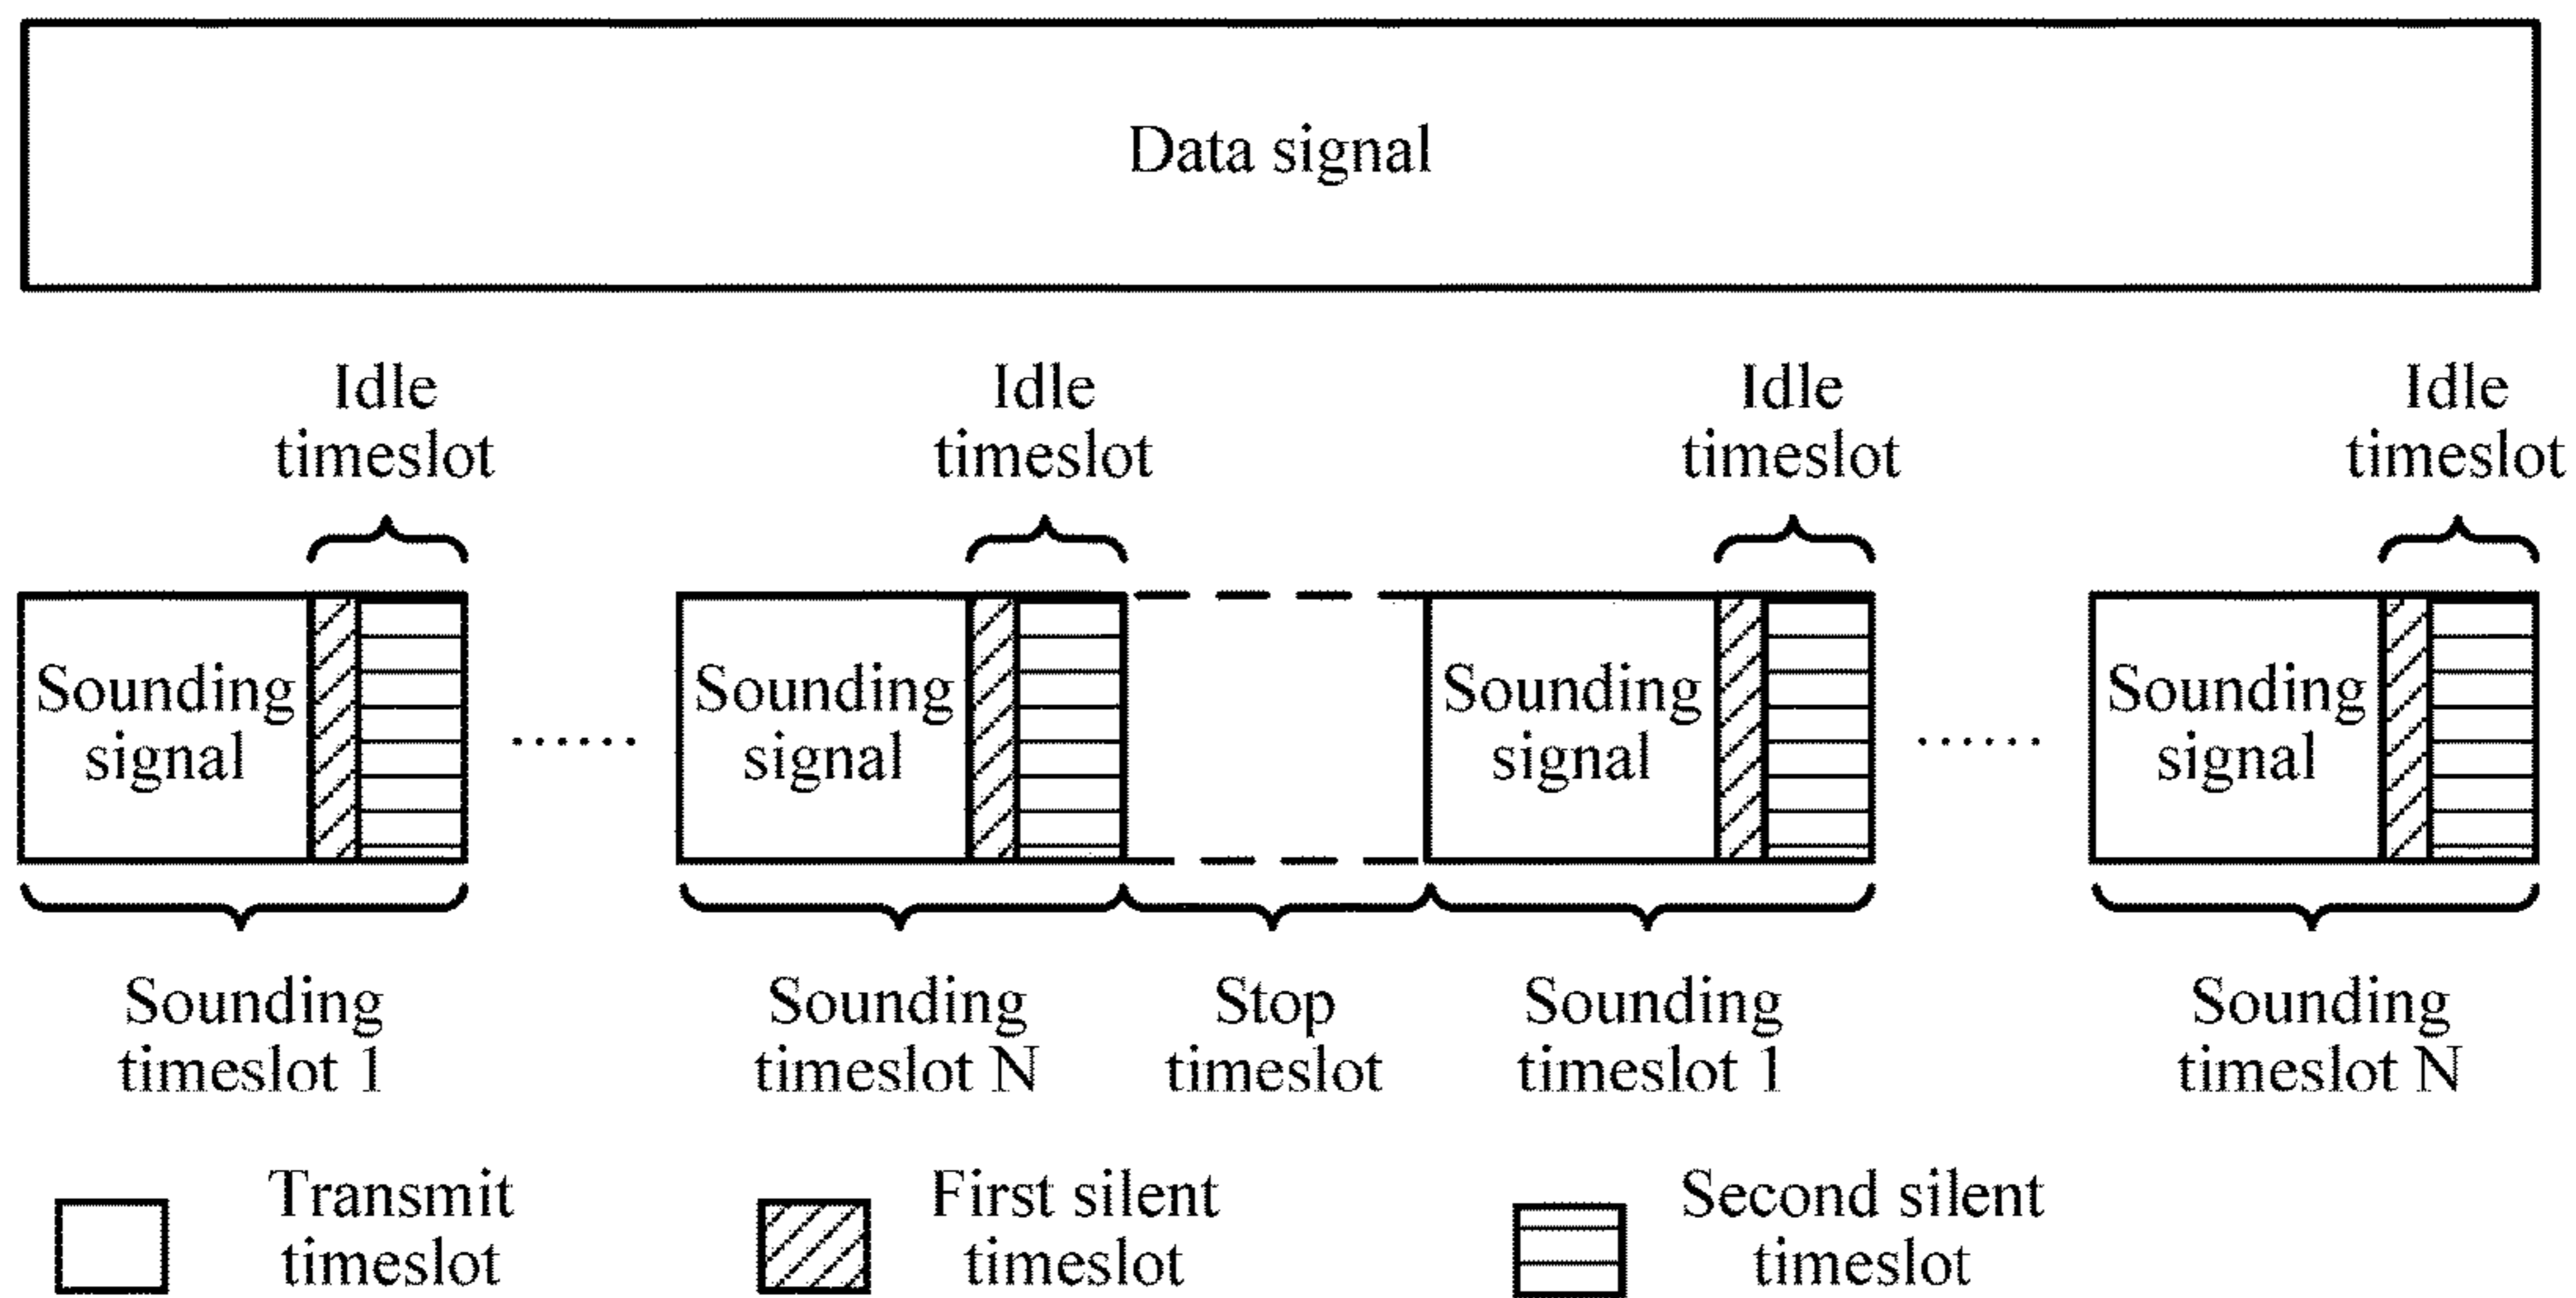 Data signal
Idle
timeslot
Idle
timeslot
Idle
timeslot
Idle
timeslot
Sounding
signal
......
Sounding
signal
Sounding
signal
......
Sounding
signal
Sounding
timeslot 1
Sounding
timeslot N
Stop
timeslot
Sounding
timeslot 1
Sounding
timeslot N
Transmit
timeslot
First silent
timeslot
Second silent
timeslot